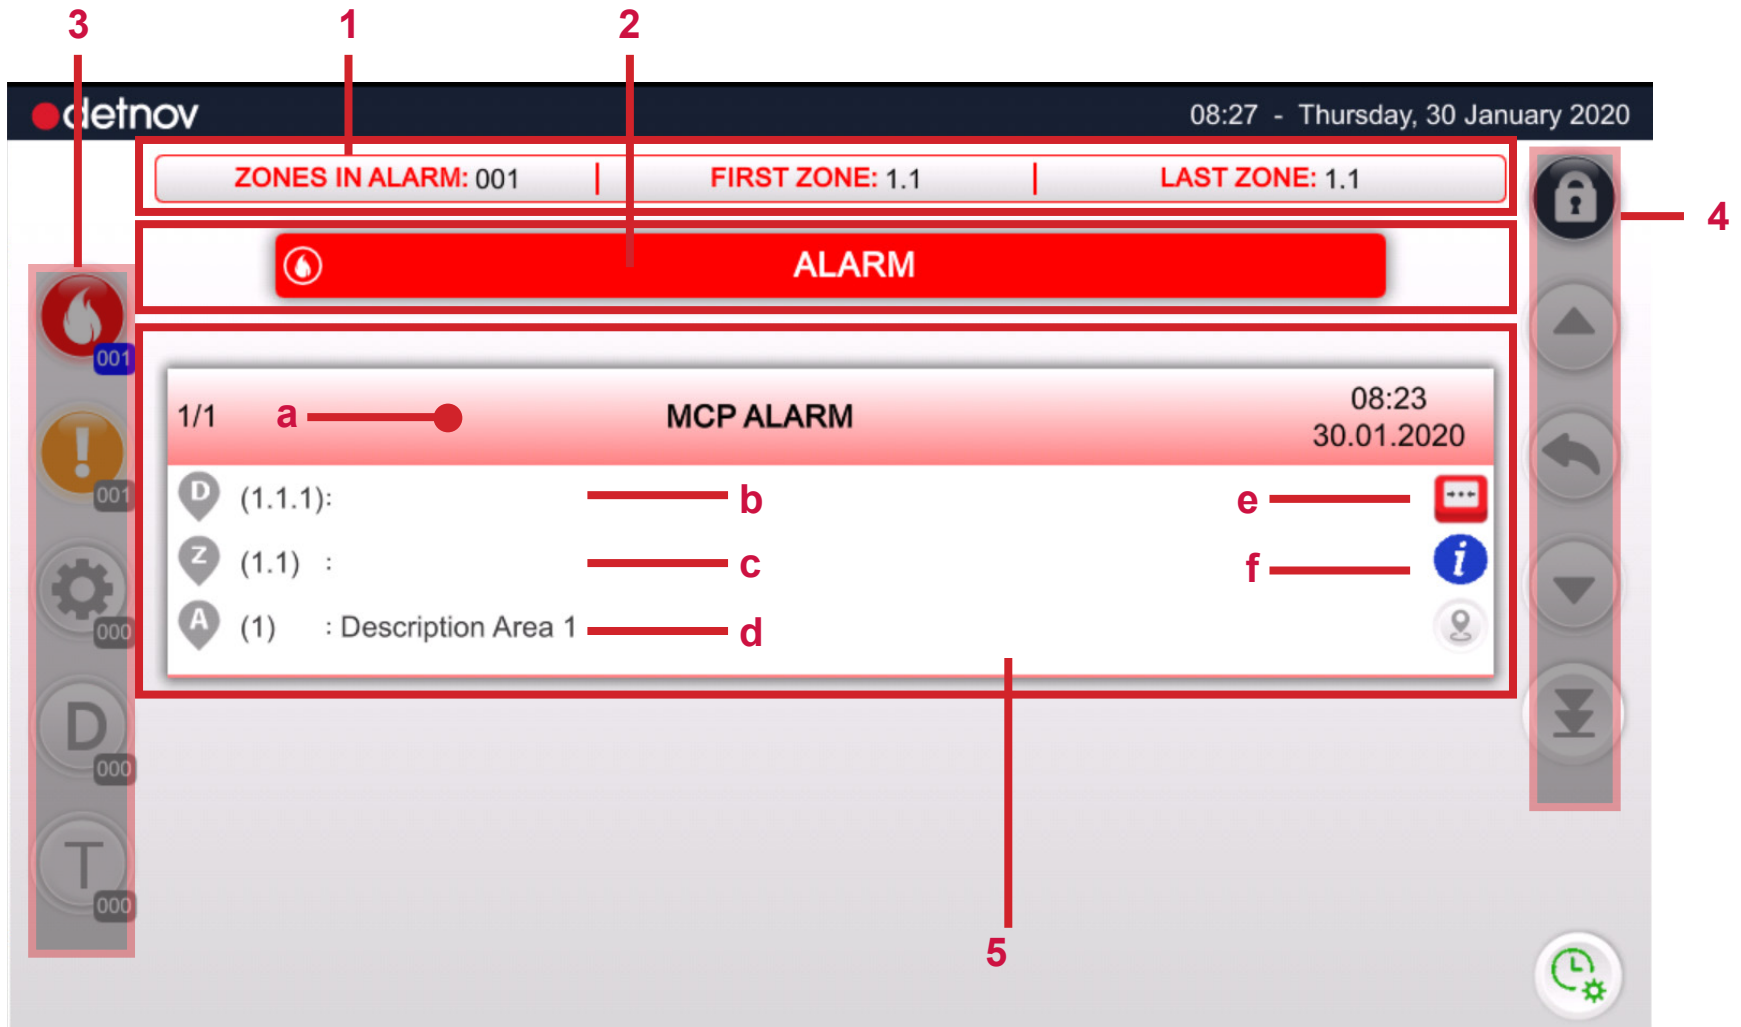 3 1 2
detnov 08:27 - Thursday, 30 January 2020
ZONES IN ALARM: 001 | FIRST ZONE: 1.1 | LAST ZONE: 1.1
4
ALARM
001
1/1 a MCP ALARM 08:23
30.01.2020
!
001
D (1.1.1): b e
Z (1.1) : c f i
A (1) : Description Area 1 d
000
D
000
T
000
5